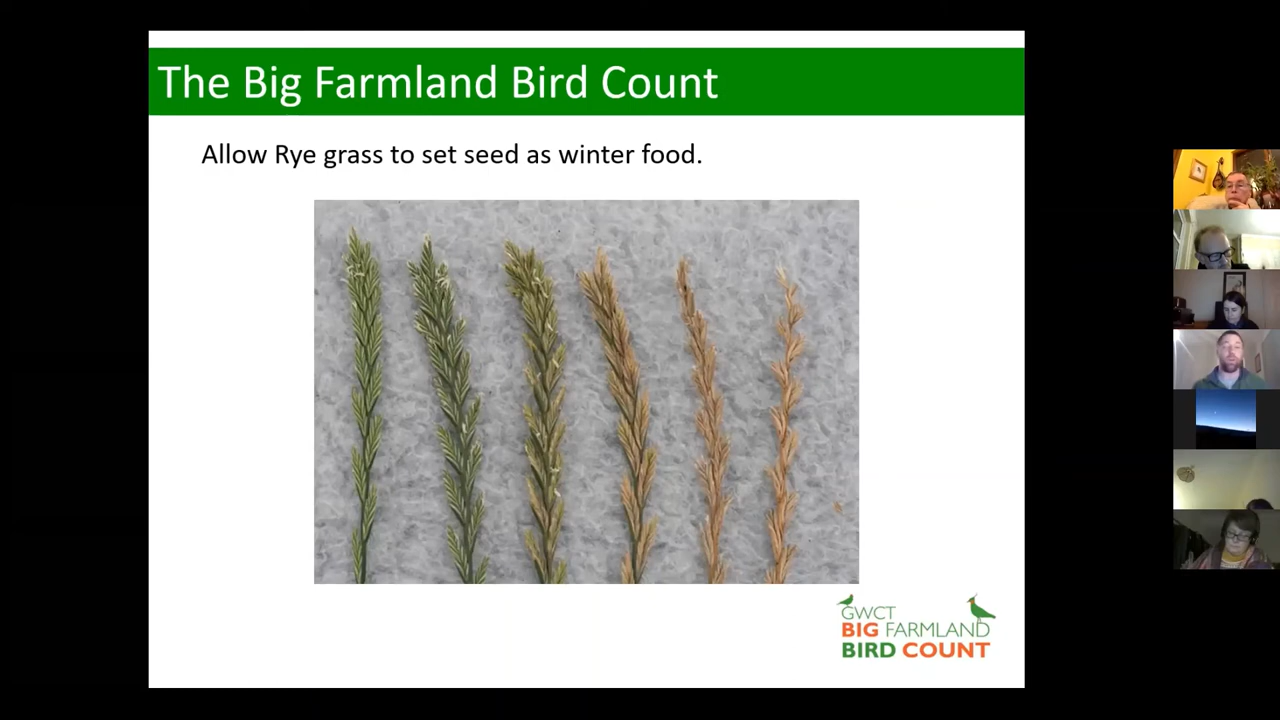 The Big Farmland Bird Count
Allow Rye grass to set seed as winter food.
GWCT
BIG FARMLAND
BIRD COUNT